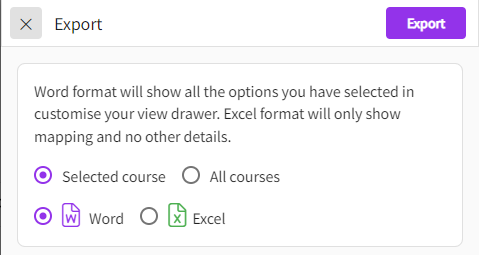 Export
Export
Word format will show all the options you have selected in
customise your view drawer. Excel format will only show
mapping and no other details.
Selected course All courses
Word Excel